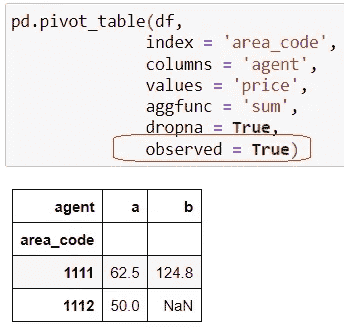 pd.pivot_table(df,
index = 'area_code',
columns = 'agent',
values = 'price',
aggfunc = 'sum',
dropna = True,
observed = True)
agent a b
area_code
1111 62.5 124.8
1112 50.0 NaN